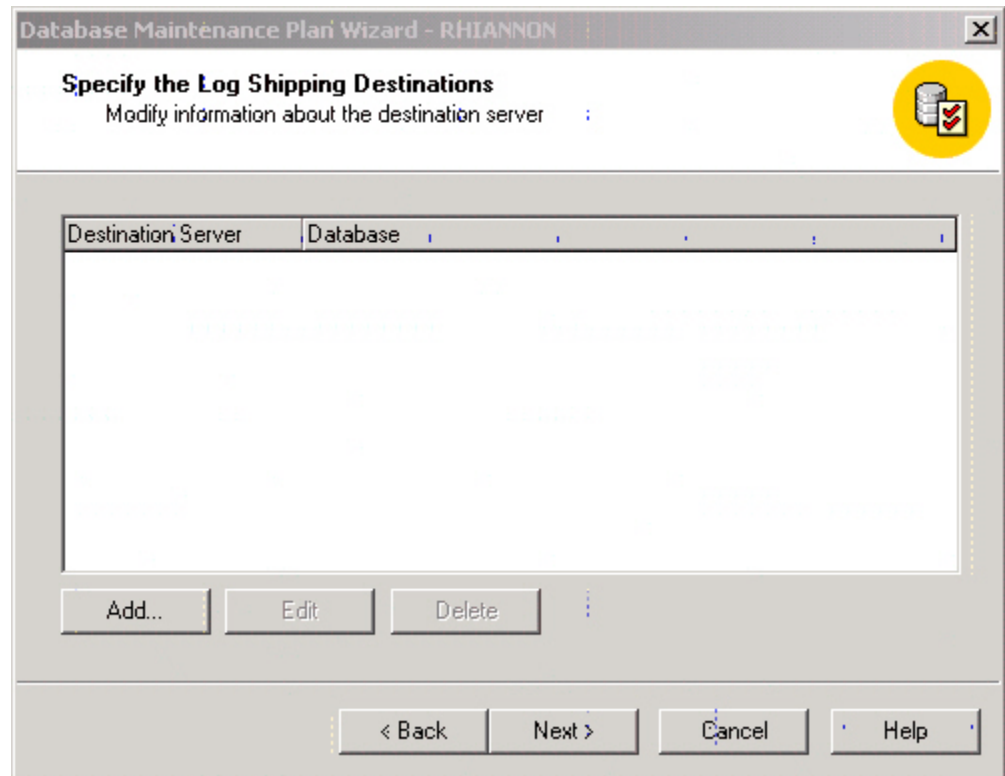 Database Maintenance Plan Wizard - RHIANNON
Specify the Log Shipping Destinations
Modify information about the destination server
Destination Server Database
Add... Edit Delete
< Back Next > Cancel Help